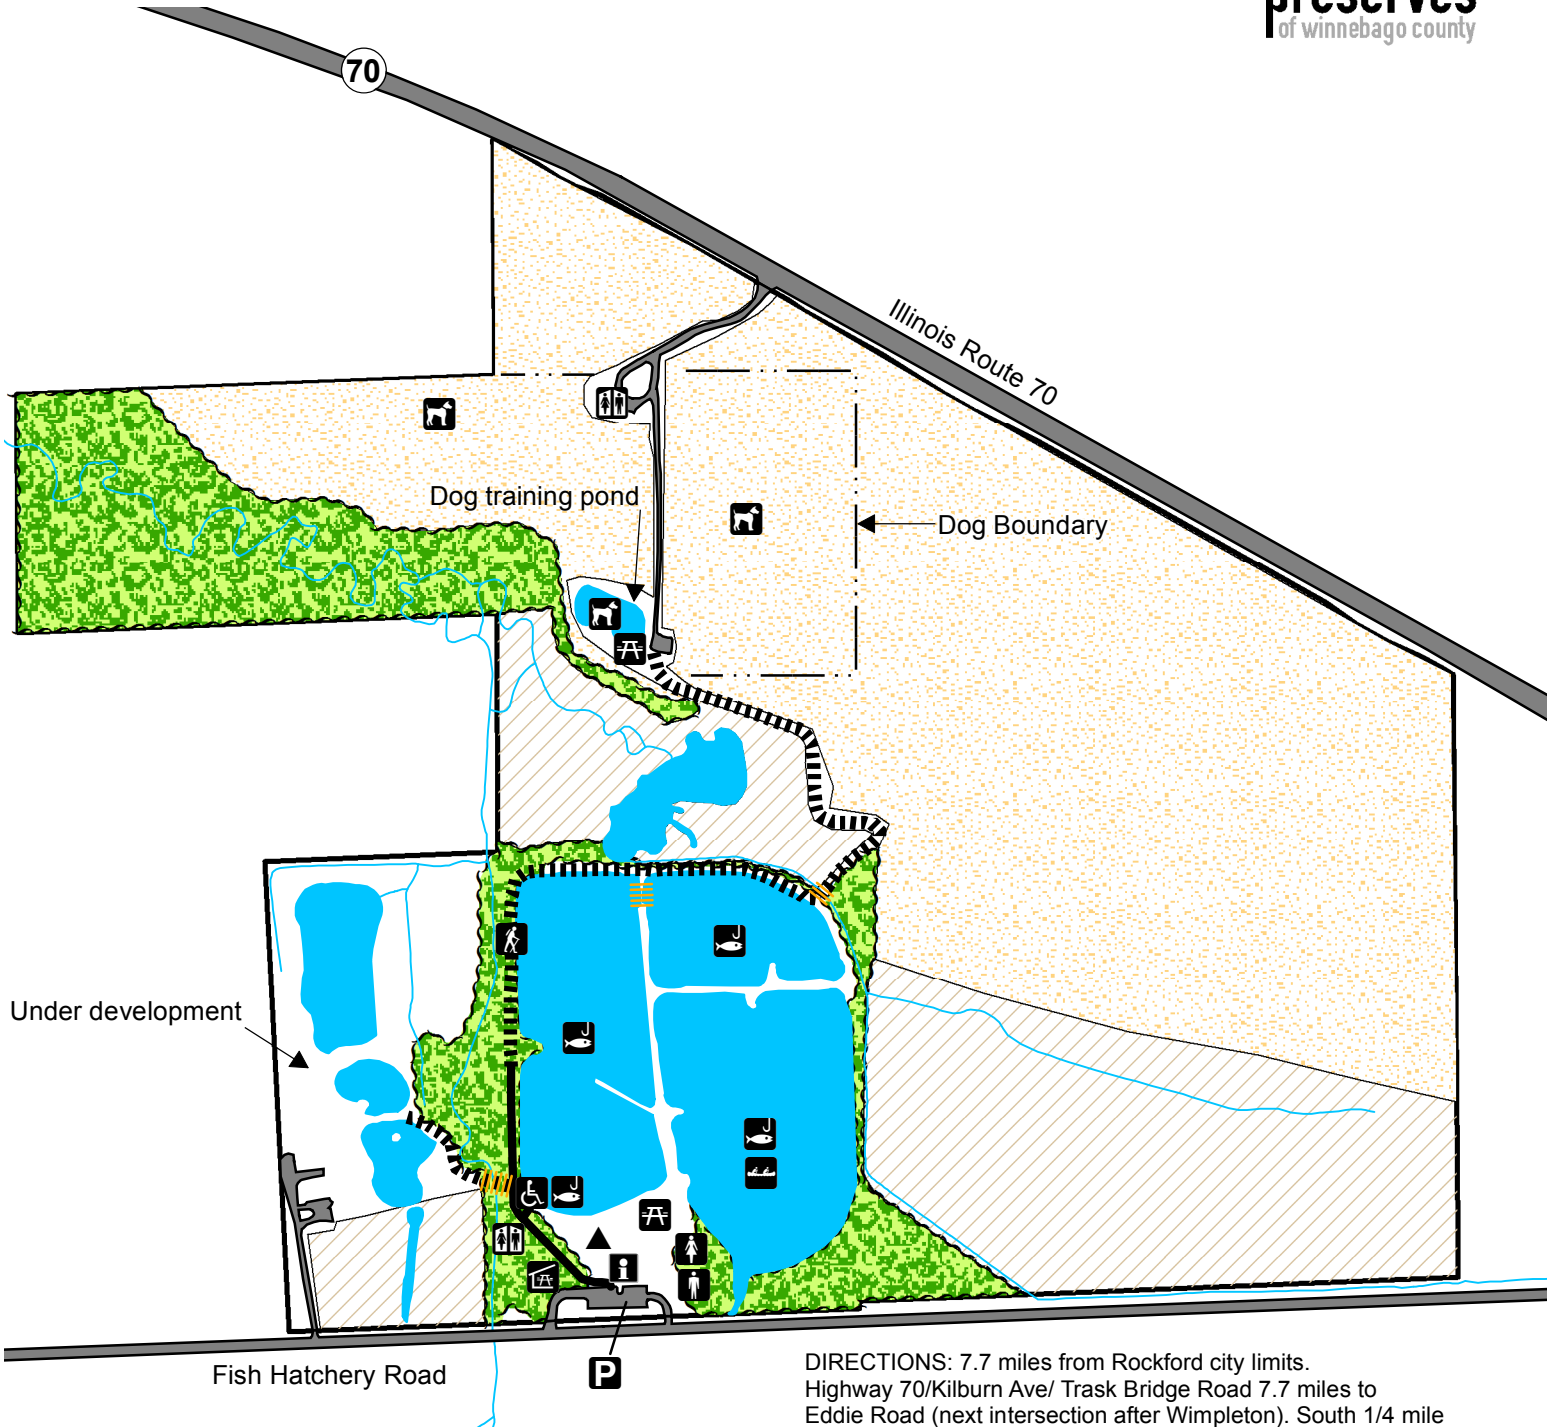 preserves
of winnebago county
70
Illinois Route 70
Dog training pond
Dog Boundary
Under development
i
Fish Hatchery Road
P
DIRECTIONS: 7.7 miles from Rockford city limits.
Highway 70/Kilburn Ave/ Trask Bridge Road 7.7 miles to
Eddie Road (next intersection after Wimpleton). South 1/4 mile